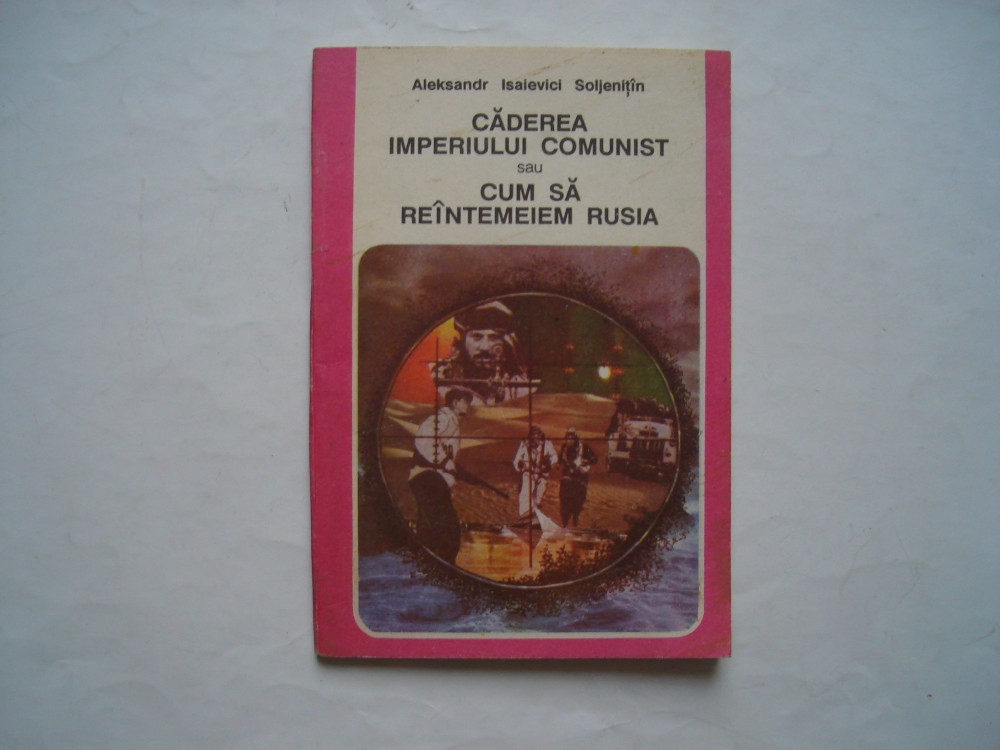 Aleksandr Isaievici Soljenițîn
CĂDEREA
IMPERIULUI COMUNIST
sau
CUM SĂ
REÎNTEMEIEM RUSIA